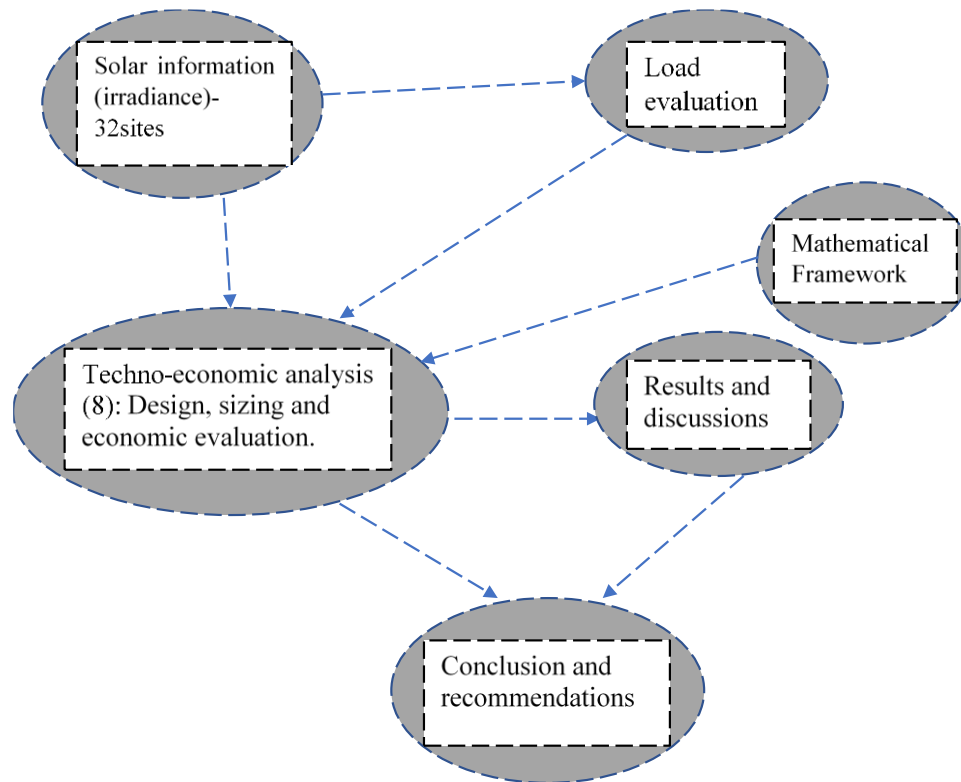 Solar information
(irradiance)-
32sites
Load
evaluation
Mathematical
Framework
Techno-economic analysis
(8): Design, sizing and
economic evaluation.
Results and
discussions
Conclusion and
recommendations